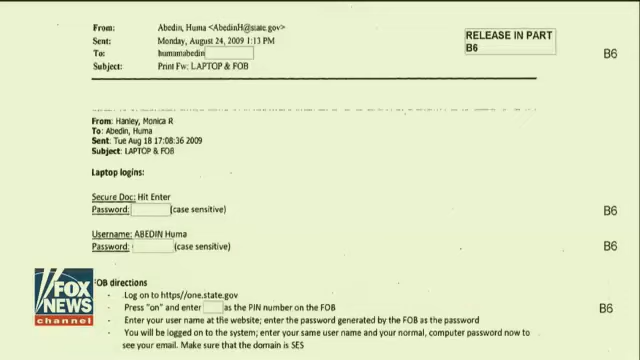 From: Abedin, Huma <AbedinH@state.gov>
Sent: Monday, August 24, 2009 1:13 PM
To: humamabedin
Subject: Print Fw: LAPTOP & FOB
RELEASE IN PART
B6
B6
From: Hanley, Monica R
To: Abedin, Huma
Sent: Tue Aug 18 17:08:36 2009
Subject: LAPTOP & FOB
Laptop logins:
Secure Doc: Hit Enter
Password: (case sensitive)
B6
Username: ABEDIN Huma
Password: (case sensitive)
B6
FOX
NEWS
channel
OB directions
- Log on to https//one.state.gov
- Press "on" and enter as the PIN number on the FOB
B6
- Enter your user name at the website; enter the password generated by the FOB as the password
- You will be logged on to the system; enter your same user name and your normal, computer password now to
see your email. Make sure that the domain is SES